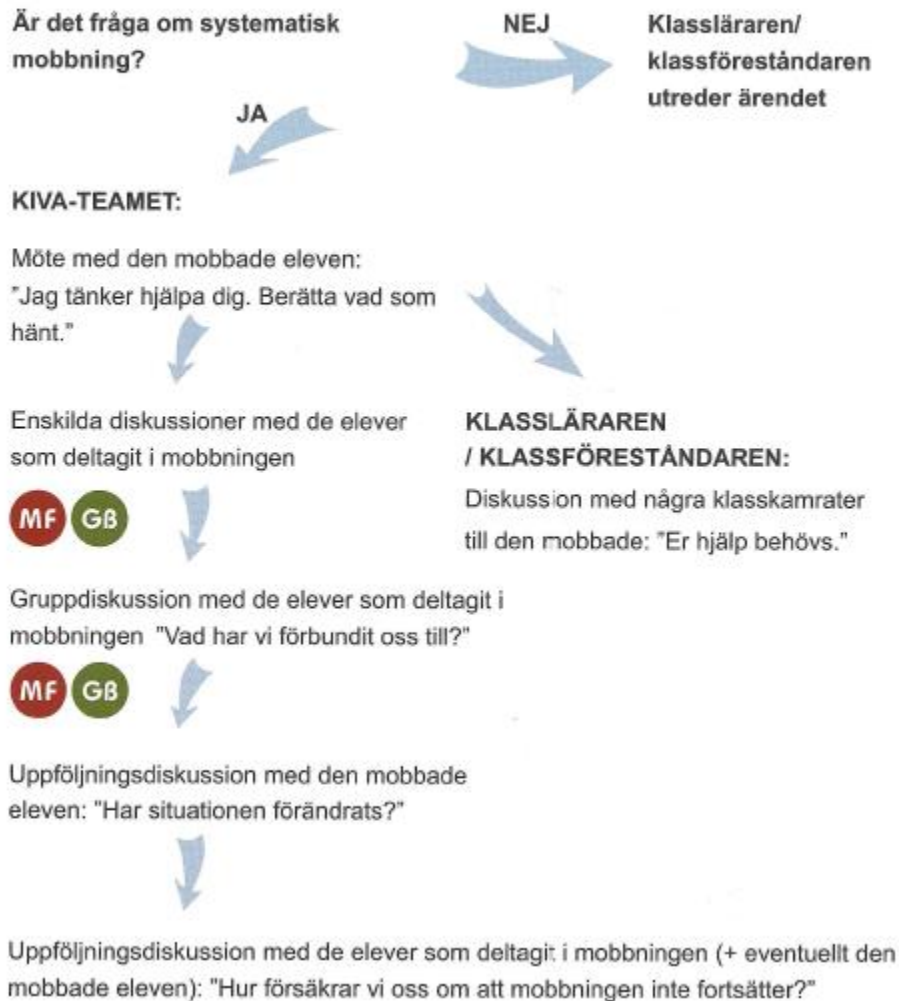 Är det fråga om systematisk
mobbning?
NEJ
Klassläraren/
klassföreståndaren
utreder ärendet
JA
KIVA-TEAMET:
Möte med den mobbade eleven:
"Jag tänker hjälpa dig. Berätta vad som
hänt."
Enskilda diskussioner med de elever
som deltagit i mobbningen
MF GB
KLASSLÄRAREN
/ KLASSFÖRESTÅNDAREN:
Diskussion med några klasskamrater
till den mobbade: "Er hjälp behövs."
Gruppdiskussion med de elever som deltagit i
mobbningen "Vad har vi förbundit oss till?"
MF GB
Uppföljningsdiskussion med den mobbade
eleven: "Har situationen förändrats?"
Uppföljningsdiskussion med de elever som deltagit i mobbningen (+ eventuellt den
mobbade eleven): "Hur försäkrar vi oss om att mobbningen inte fortsätter?"